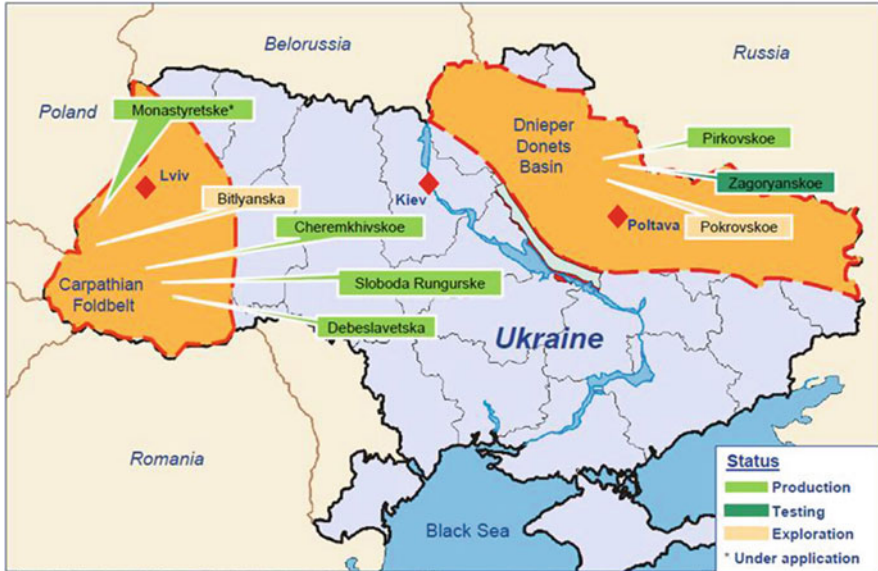 Belorussia
Russia
Poland
Monastyretske*
Lviv
Bitlyanska
Cheremkhivskoe
Sloboda Rungurske
Debeslavetska
Carpathian
Foldbelt
Kiev
Dnieper
Donets
Basin
Pirkovskoe
Zagoryanskoe
Pokrovskoe
Poltava
Ukraine
Romania
Black Sea
Status
Production
Testing
Exploration
* Under application